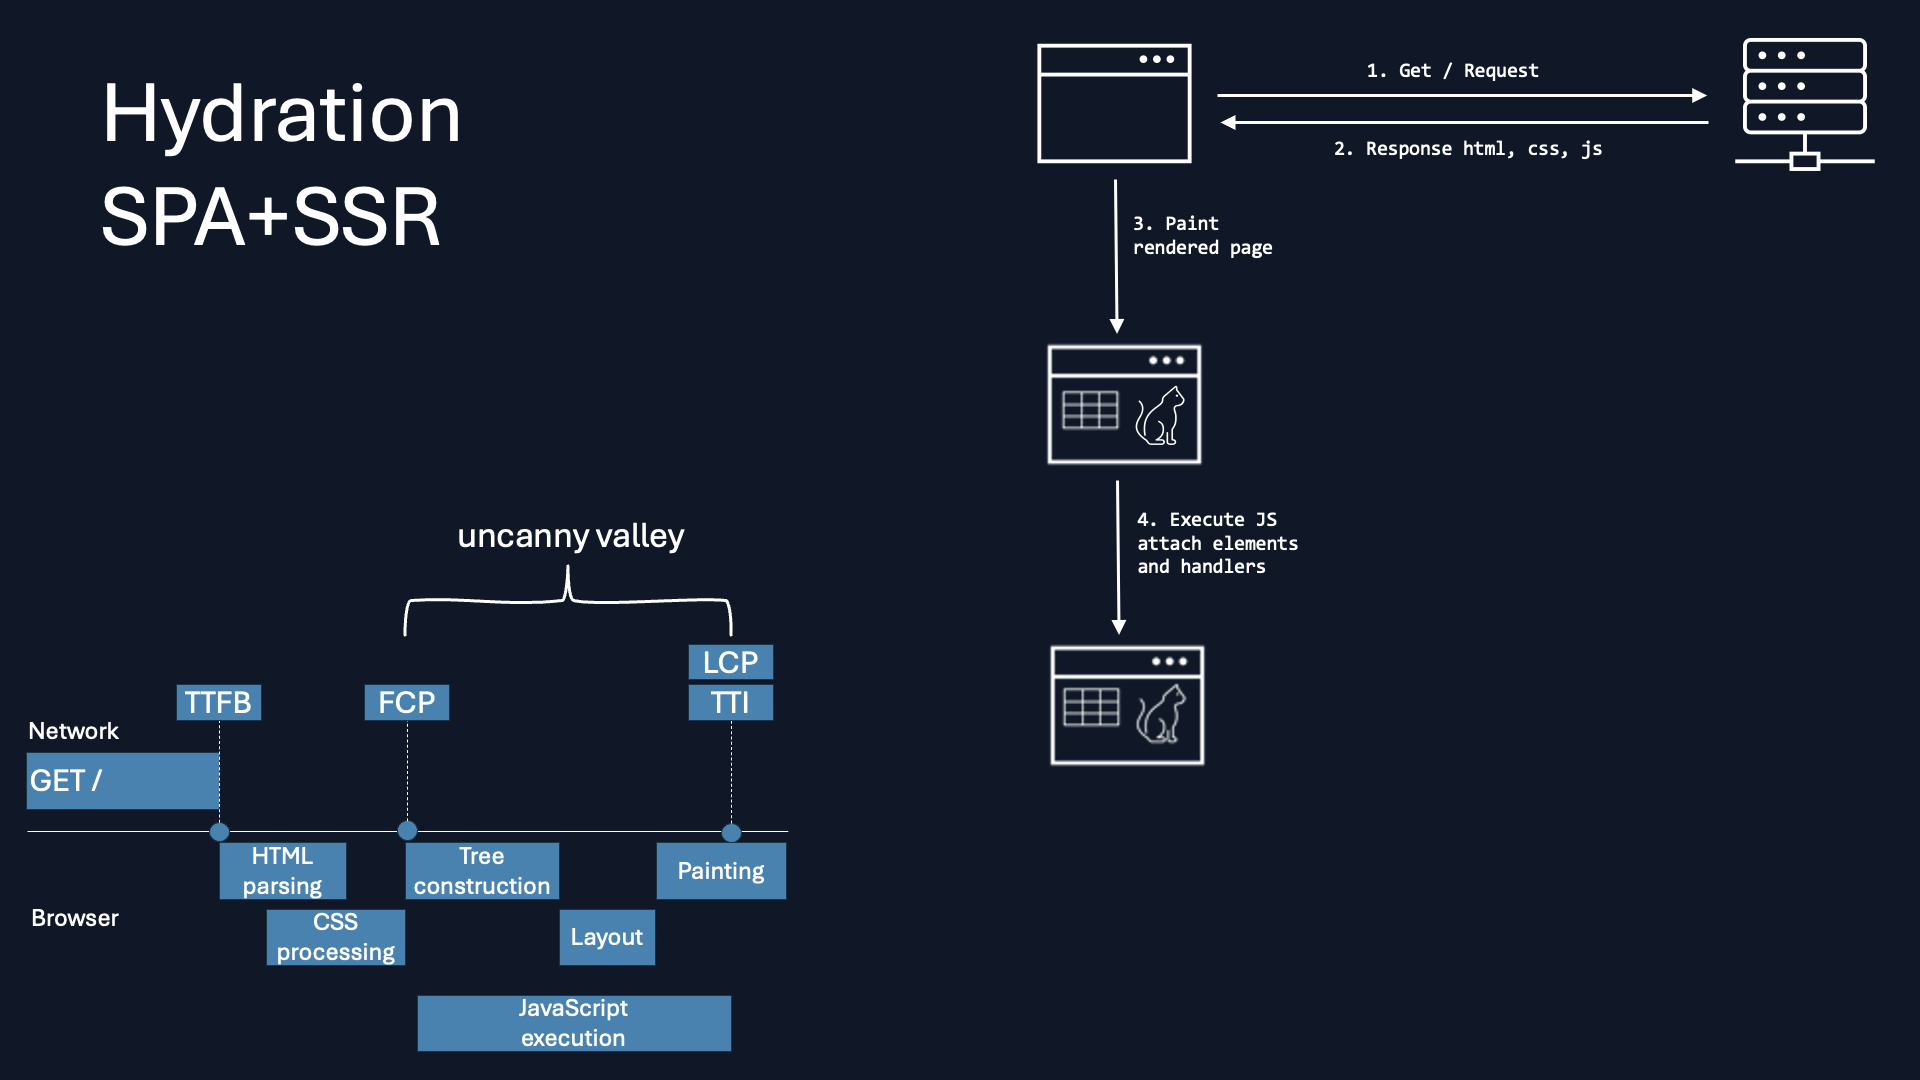 Hydration
SPA+SSR
1. Get / Request
2. Response html, css, js
3. Paint
rendered page
4. Execute JS
attach elements
and handlers
uncanny valley
LCP
TTFB
FCP
TTI
Network
GET /
HTML
parsing
Tree
construction
Painting
Browser
CSS
processing
Layout
JavaScript
execution